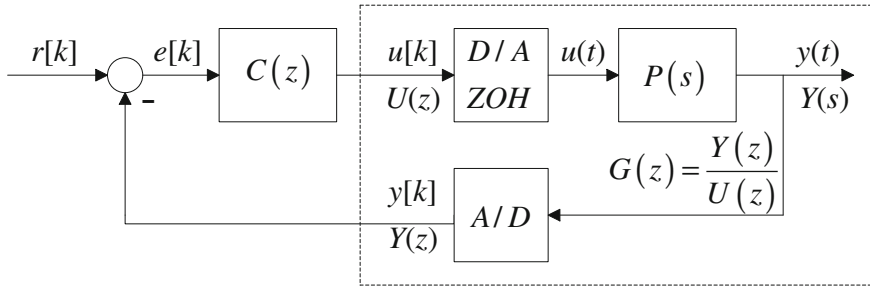 r[k]
e[k]
C(z)
u[k]
U(z)
D/A
ZOH
u(t)
P(s)
y(t)
Y(s)
-
G(z) = Y(z) / U(z)
y[k]
Y(z)
A/D